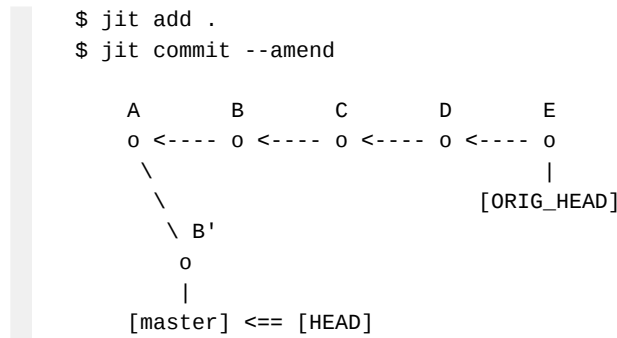 $ jit add .
$ jit commit --amend
A B C D E
o <---- o <---- o <---- o <---- o
\ |
\ [ORIG_HEAD]
\ B'
o
|
[master] <== [HEAD]